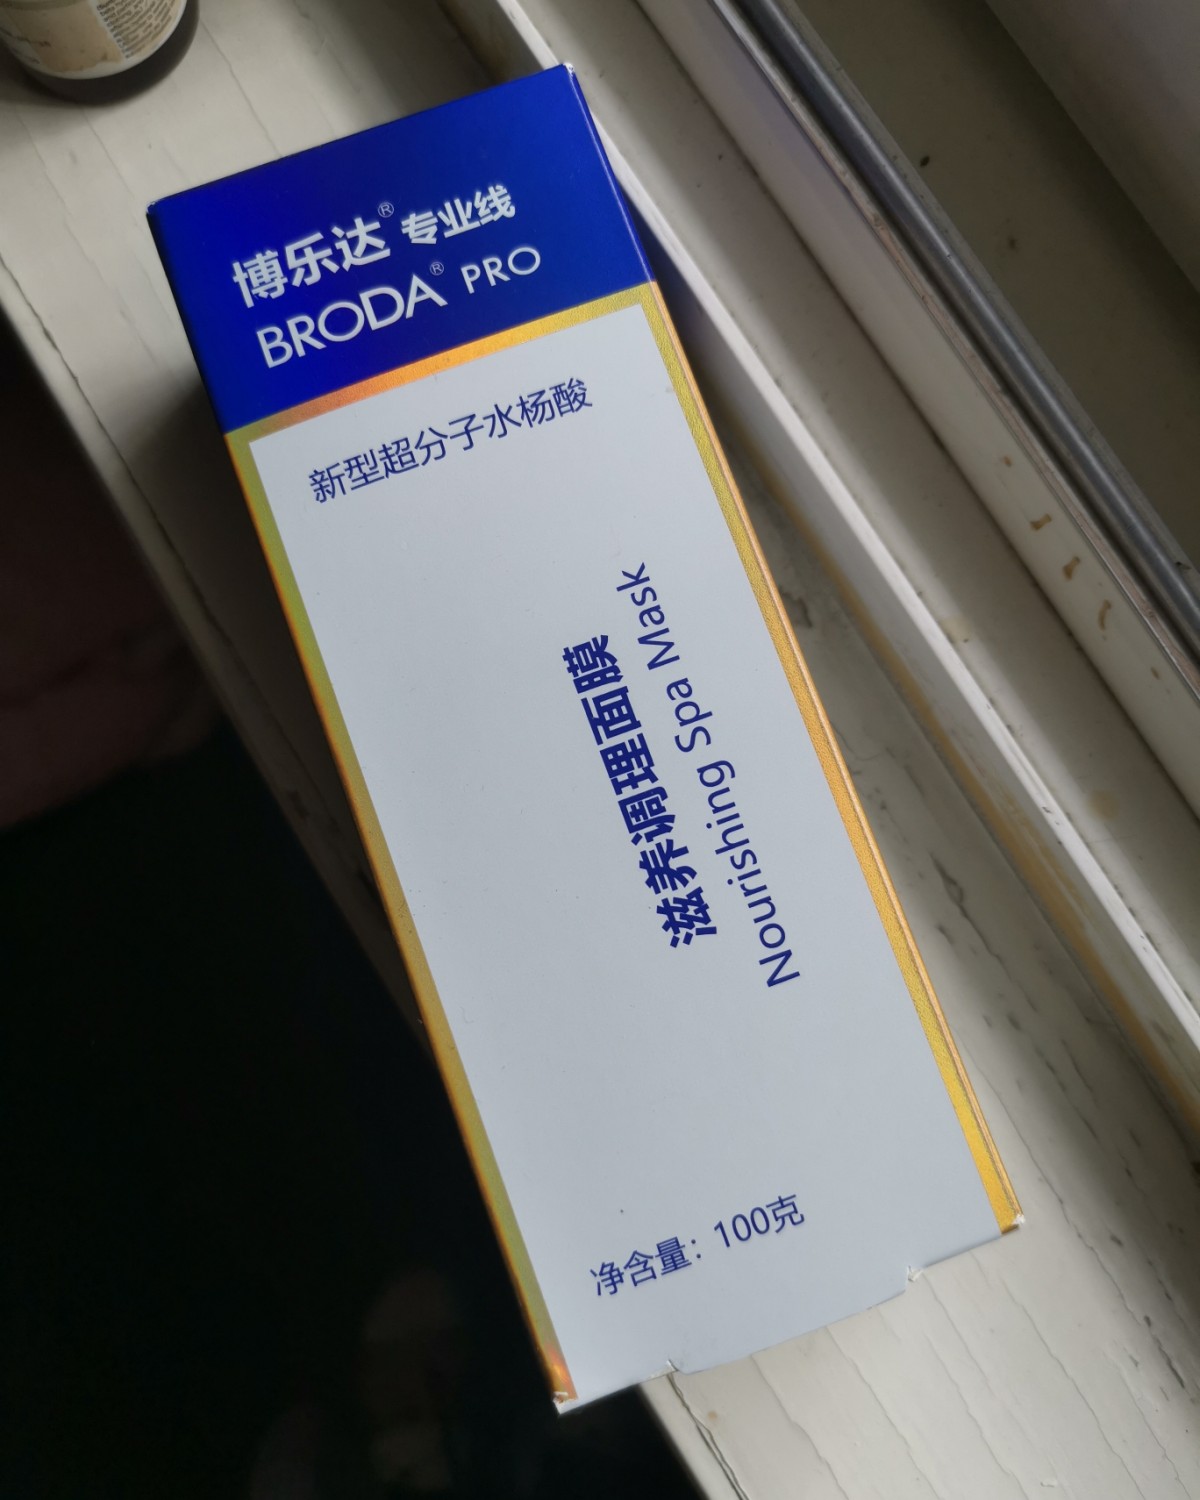 博乐达® 专业线
BRODA® PRO
新型超分子水杨酸
滋养调理面膜
Nourishing Spa Mask
净含量：100克